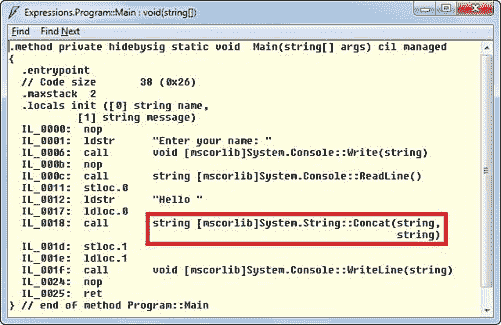 Expressions.Program::Main : void(string[])
Find Find Next
.method private hidebysig static void  Main(string[] args) cil managed
{
  .entrypoint
  // Code size       38 (0x26)
  .maxstack  2
  .locals init ([0] string name,
           [1] string message)
  IL_0000:  nop
  IL_0001:  ldstr      "Enter your name: "
  IL_0006:  call       void [mscorlib]System.Console::Write(string)
  IL_000b:  nop
  IL_000c:  call       string [mscorlib]System.Console::ReadLine()
  IL_0011:  stloc.0
  IL_0012:  ldstr      "Hello "
  IL_0017:  ldloc.0
  IL_0018:  call       string [mscorlib]System.String::Concat(string,
                                                              string)
  IL_001d:  stloc.1
  IL_001e:  ldloc.1
  IL_001f:  call       void [mscorlib]System.Console::WriteLine(string)
  IL_0024:  nop
  IL_0025:  ret
} // end of method Program::Main